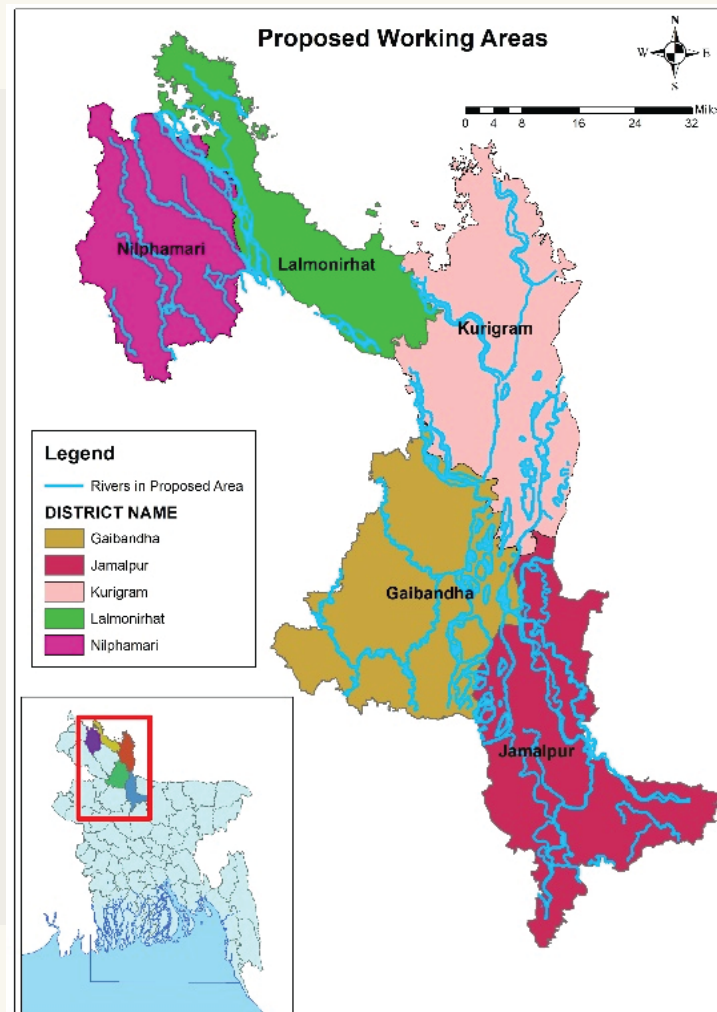 Proposed Working Areas
N
W E
S
Miles
0 4 8 16 24 32
Nilphamari
Lalmonirhat
Kurigram
Legend
Rivers in Proposed Area
DISTRICT NAME
Gaibandha
Jamalpur
Kurigram
Lalmonirhat
Nilphamari
Gaibandha
Jamalpur